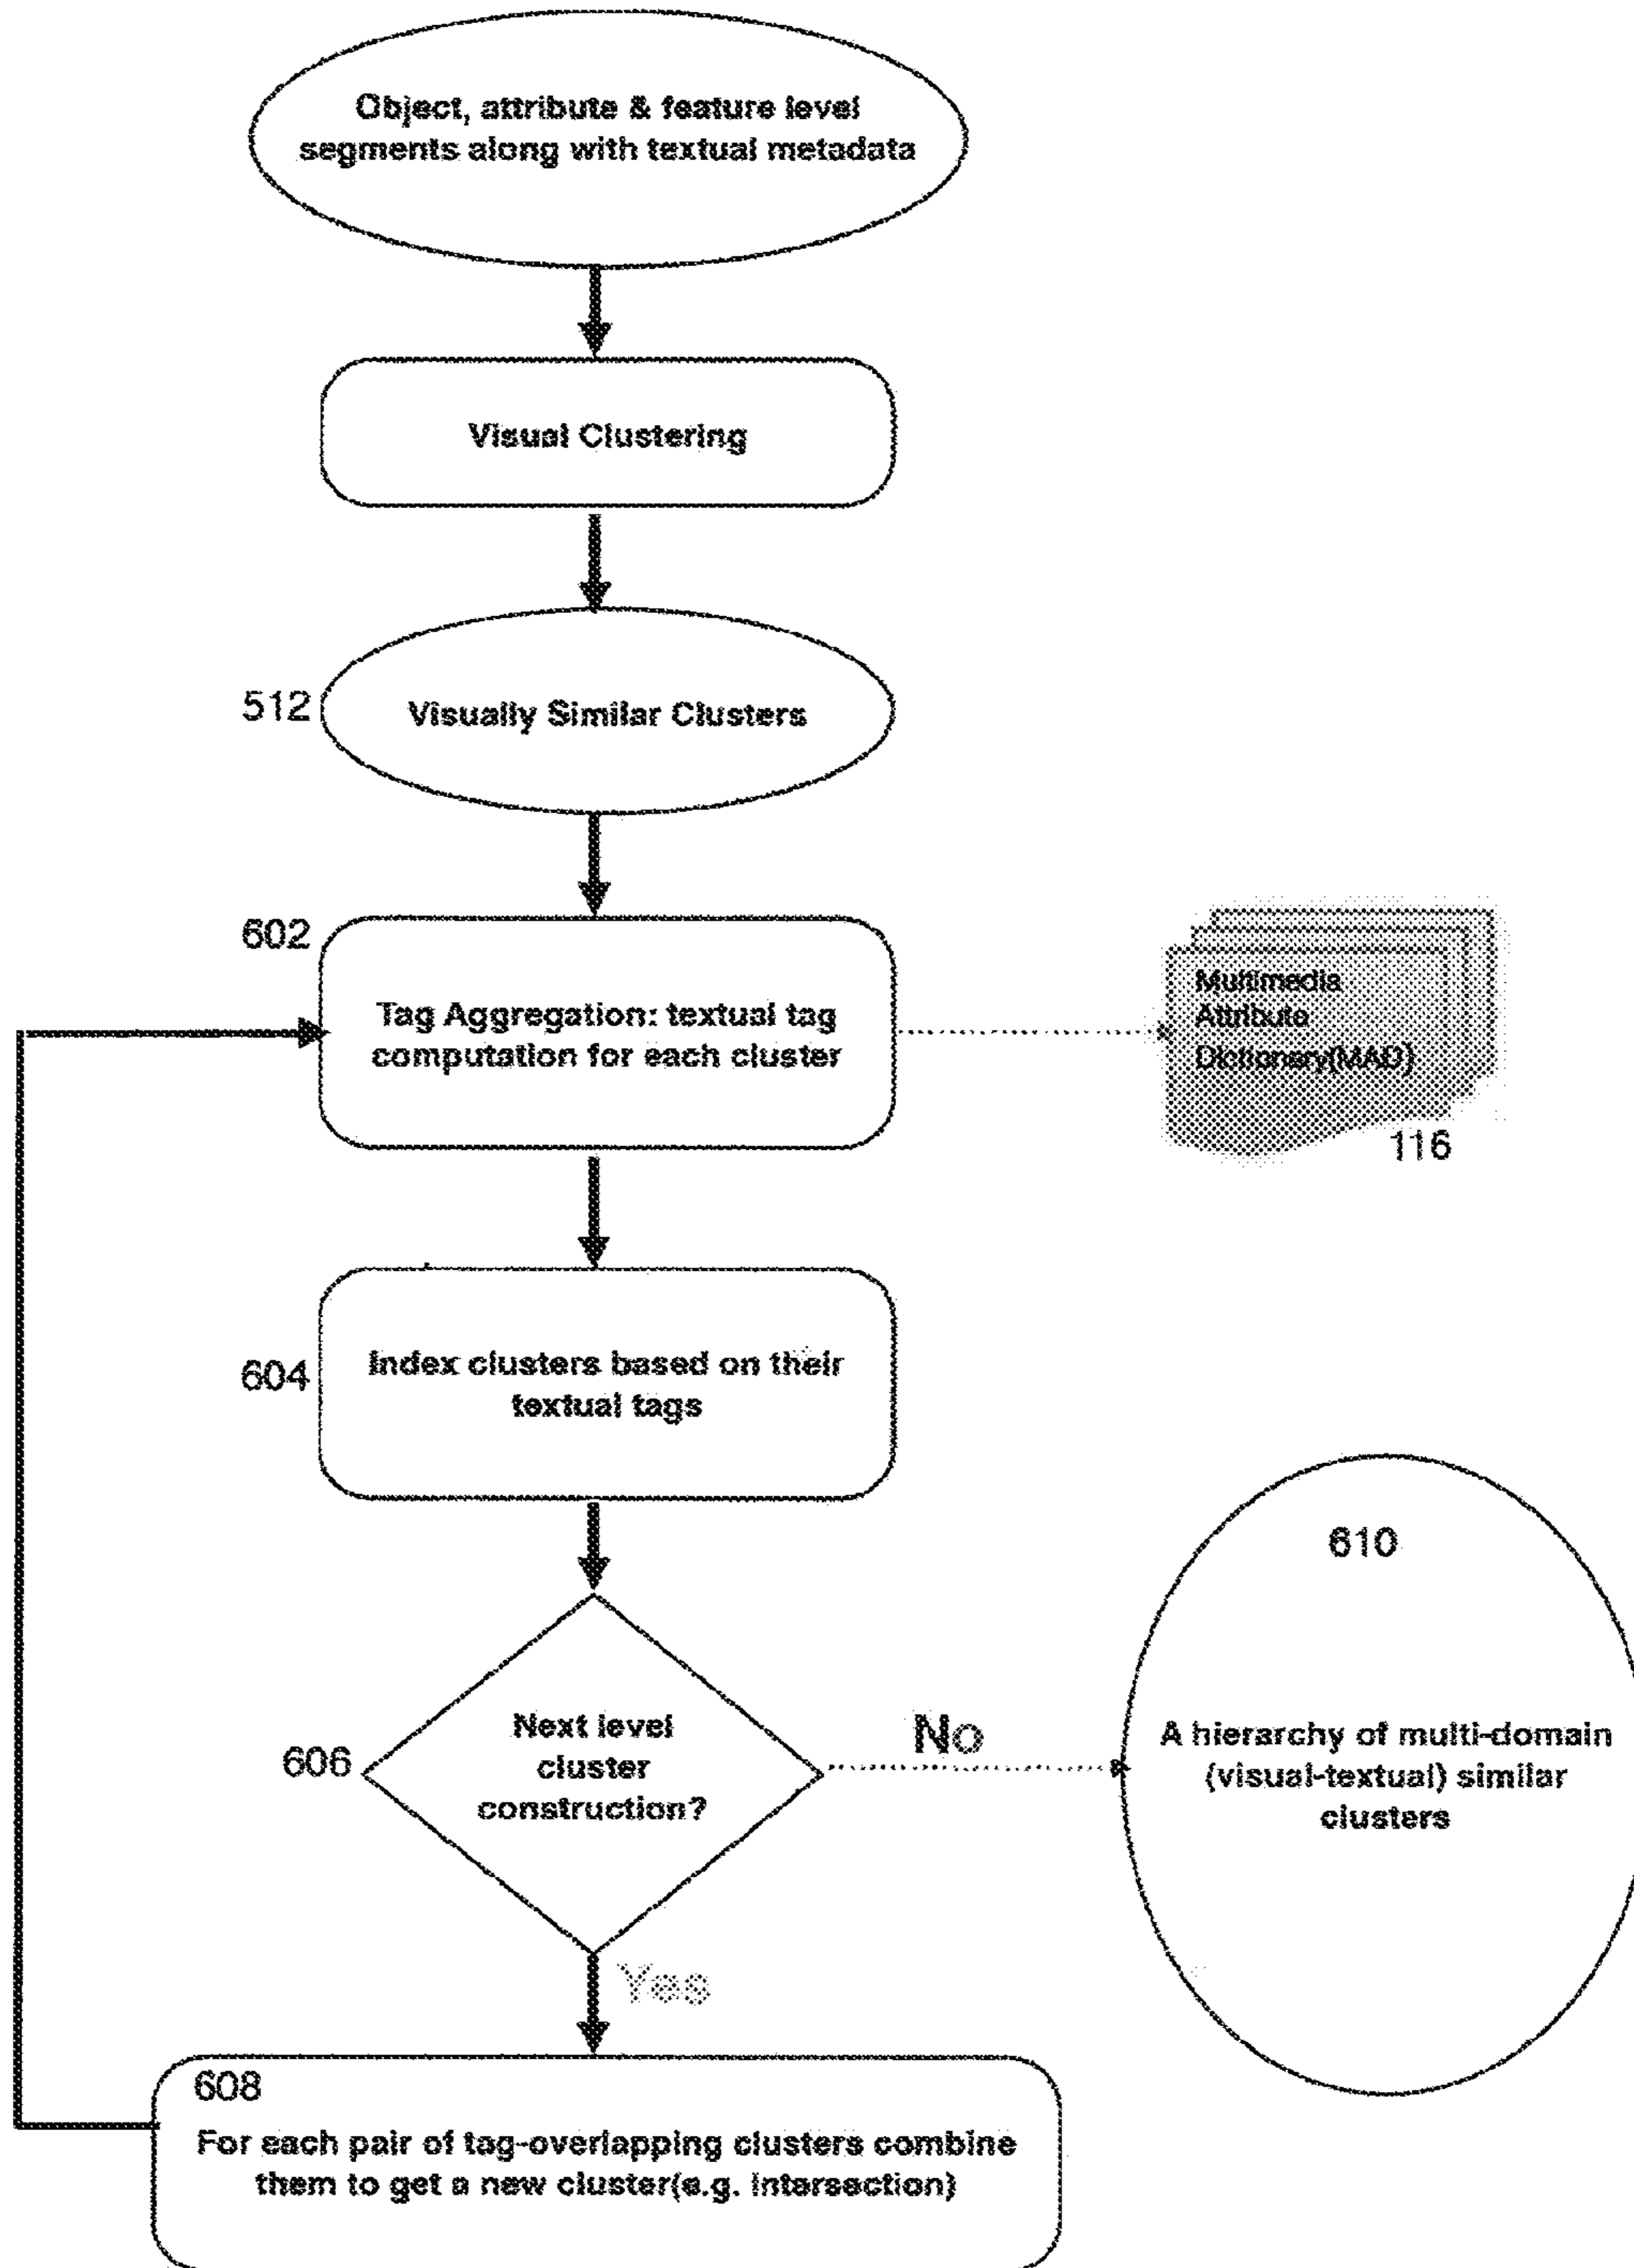 Object, attribute & feature level
segments along with textual metadata
Visual Clustering
512
Visually Similar Clusters
602
Tag Aggregation: textual tag
computation for each cluster
Multimedia
Attribute
Dictionary(MAD)
116
604
Index clusters based on their
textual tags
606
Next level
cluster
construction?
No
610
A hierarchy of multi-domain
(visual-textual) similar
clusters
Yes
608
For each pair of tag-overlapping clusters combine
them to get a new cluster(e.g. intersection)